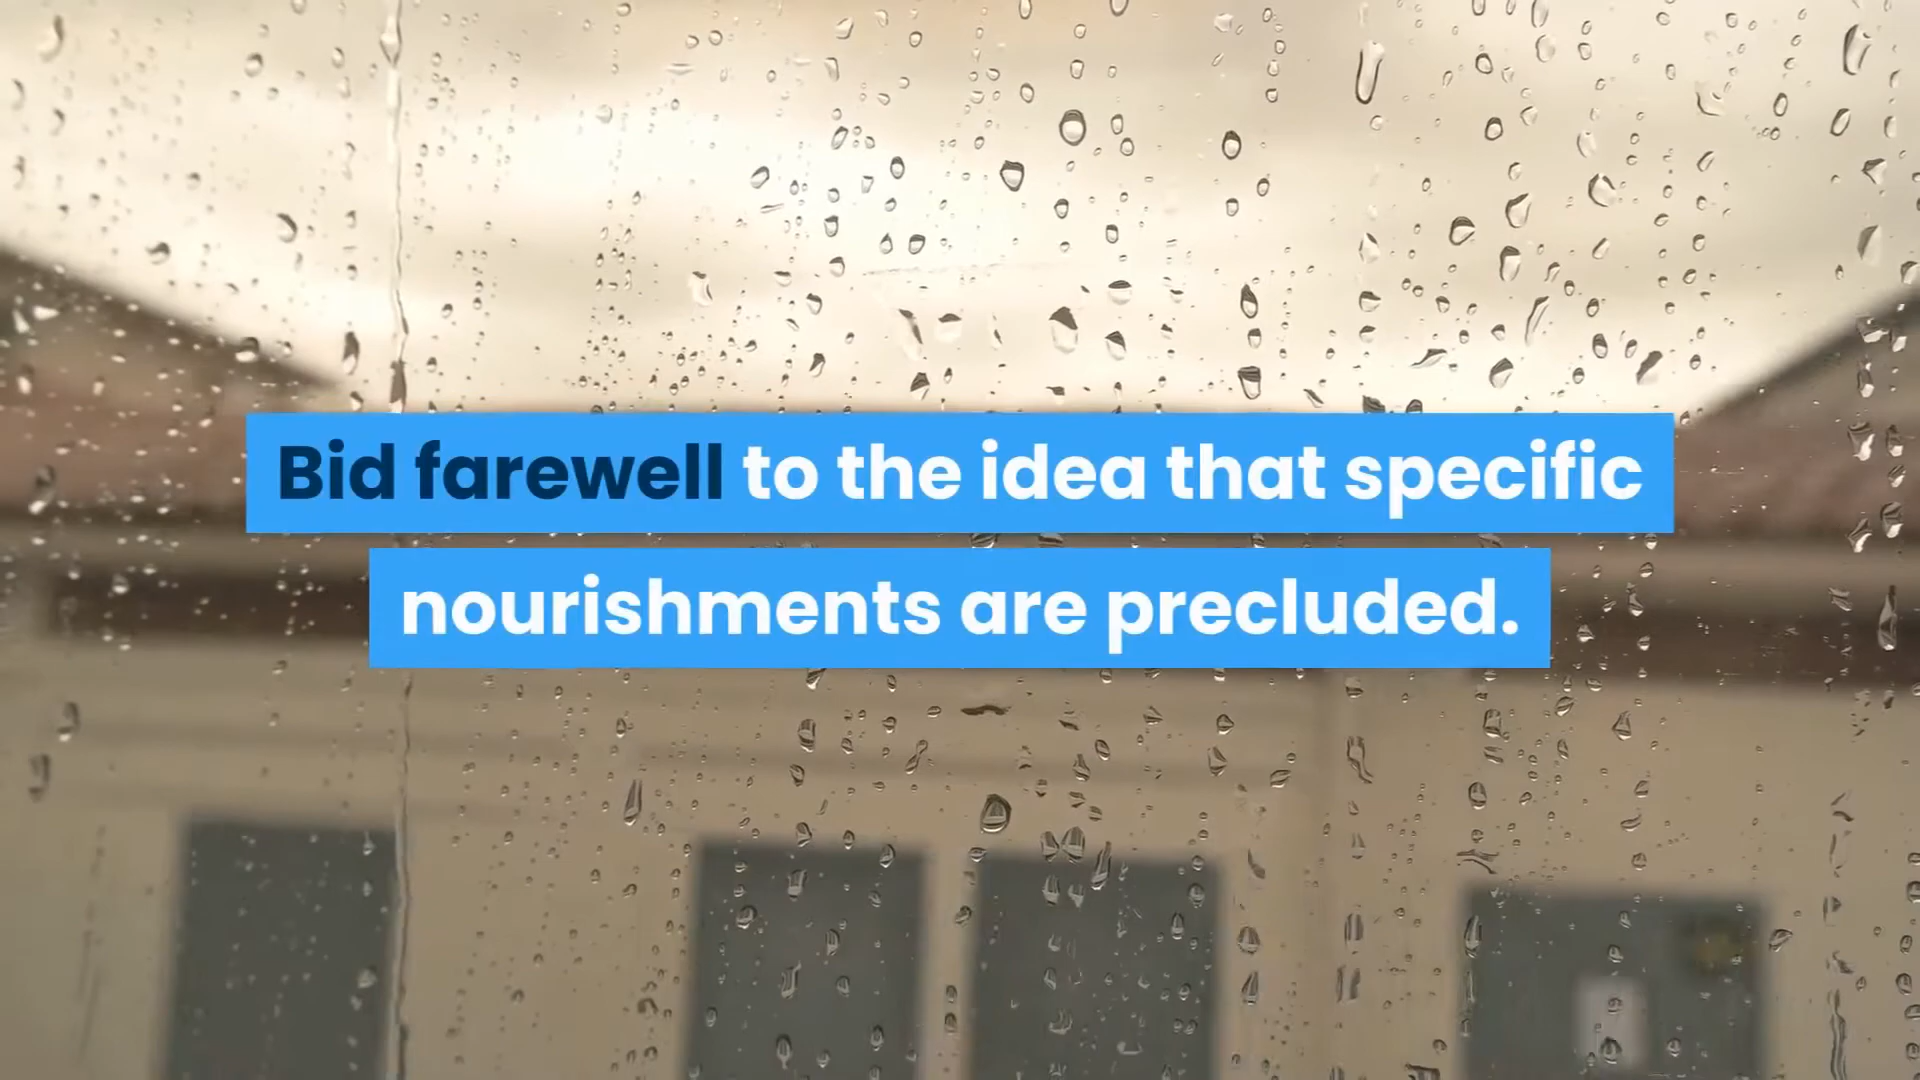 Bid farewell to the idea that specific
nourishments are precluded.